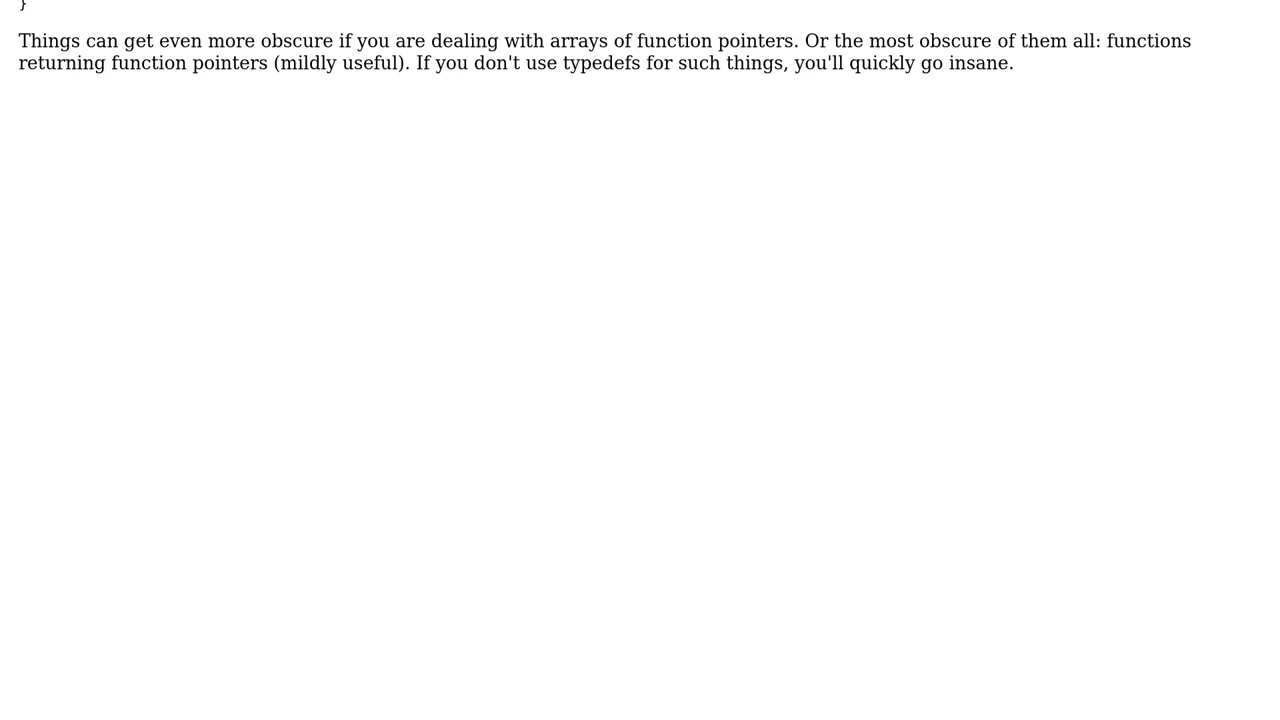 }
Things can get even more obscure if you are dealing with arrays of function pointers. Or the most obscure of them all: functions
returning function pointers (mildly useful). If you don't use typedefs for such things, you'll quickly go insane.